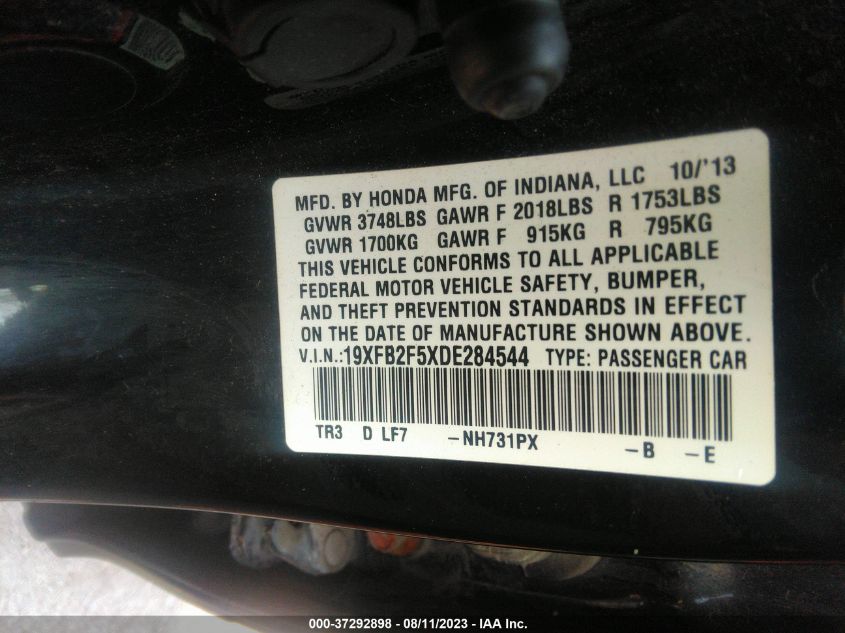 MFD. BY HONDA MFG. OF INDIANA, LLC 10/'13
GVWR 3748LBS GAWR F 2018LBS R 1753LBS
GVWR 1700KG GAWR F 915KG R 795KG
THIS VEHICLE CONFORMS TO ALL APPLICABLE
FEDERAL MOTOR VEHICLE SAFETY, BUMPER,
AND THEFT PREVENTION STANDARDS IN EFFECT
ON THE DATE OF MANUFACTURE SHOWN ABOVE.
V.I.N.:19XFB2F5XDE284544 TYPE: PASSENGER CAR
TR3 D LF7 -NH731PX -B -E
000-37292898 - 08/11/2023 - IAA Inc.